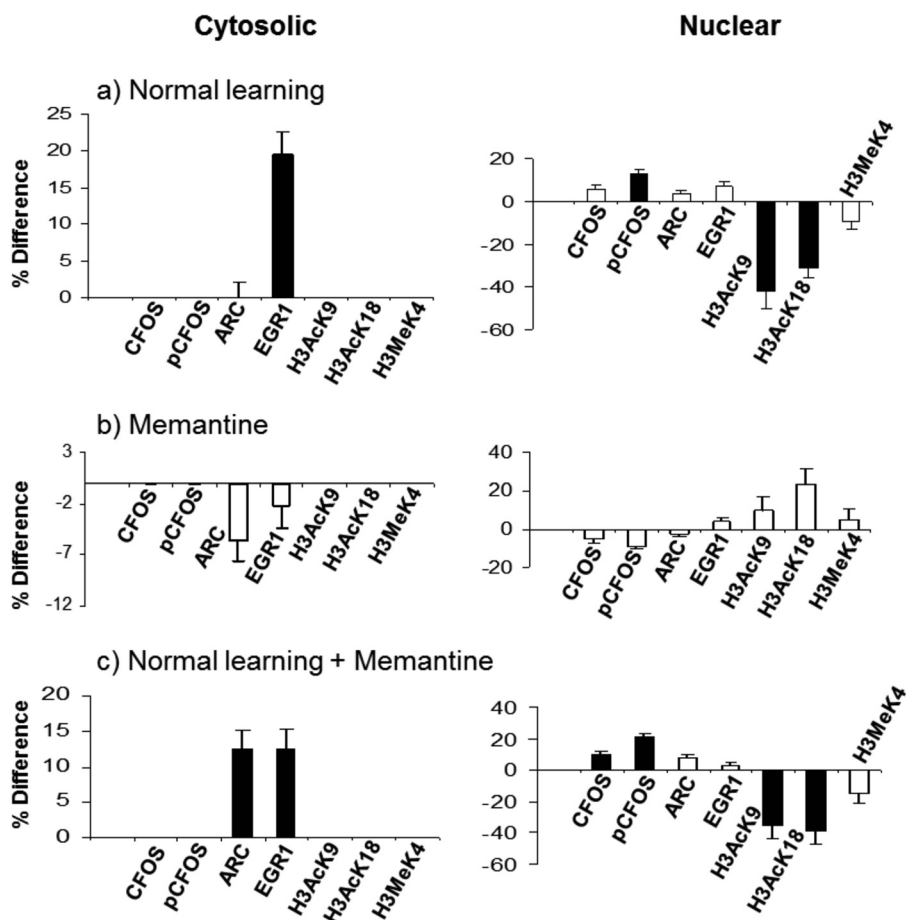 Cytosolic
Nuclear
a) Normal learning
% Difference
25
20
15
10
5
0
CFOS
pCFOS
ARC
EGR1
H3AcK9
H3AcK18
H3MeK4
20
0
-20
-40
-60
CFOS
pCFOS
ARC
EGR1
H3AcK9
H3AcK18
H3MeK4
b) Memantine
% Difference
3
-2
-7
-12
CFOS
pCFOS
ARC
EGR1
H3AcK9
H3AcK18
H3MeK4
40
20
0
-20
CFOS
pCFOS
ARC
EGR1
H3AcK9
H3AcK18
H3MeK4
c) Normal learning + Memantine
% Difference
20
15
10
5
0
CFOS
pCFOS
ARC
EGR1
H3AcK9
H3AcK18
H3MeK4
40
20
0
-20
-40
-60
CFOS
pCFOS
ARC
EGR1
H3AcK9
H3AcK18
H3MeK4